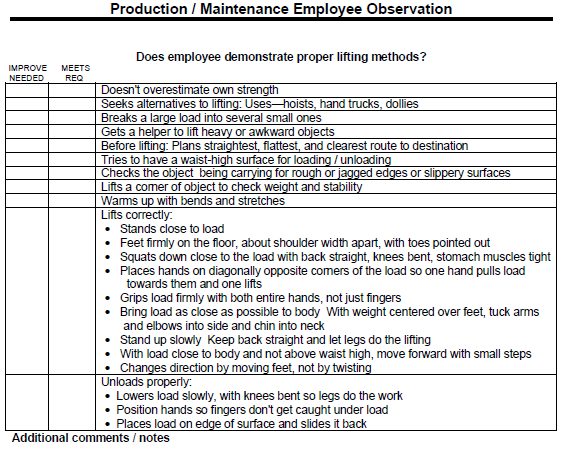 Production / Maintenance Employee Observation
Does employee demonstrate proper lifting methods?
IMPROVE NEEDED
MEETS REQ
Doesn't overestimate own strength
Seeks alternatives to lifting: Uses—hoists, hand trucks, dollies
Breaks a large load into several small ones
Gets a helper to lift heavy or awkward objects
Before lifting: Plans straightest, flattest, and clearest route to destination
Tries to have a waist-high surface for loading / unloading
Checks the object being carrying for rough or jagged edges or slippery surfaces
Lifts a corner of object to check weight and stability
Warms up with bends and stretches
Lifts correctly:
• Stands close to load
• Feet firmly on the floor, about shoulder width apart, with toes pointed out
• Squats down close to the load with back straight, knees bent, stomach muscles tight
• Places hands on diagonally opposite corners of the load so one hand pulls load
towards them and one lifts
• Grips load firmly with both entire hands, not just fingers
• Bring load as close as possible to body With weight centered over feet, tuck arms
and elbows into side and chin into neck
• Stand up slowly Keep back straight and let legs do the lifting
• With load close to body and not above waist high, move forward with small steps
• Changes direction by moving feet, not by twisting
Unloads properly:
• Lowers load slowly, with knees bent so legs do the work
• Position hands so fingers don't get caught under load
• Places load on edge of surface and slides it back
Additional comments / notes